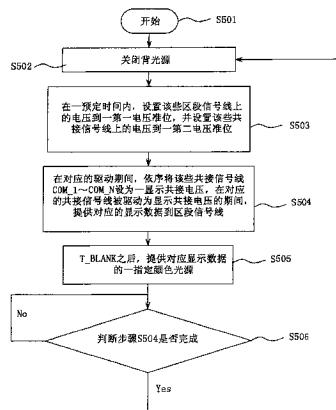 开始
S501
关闭背光源
S502
在一预定时间内，设置该些区段信号线上
的电压到一第一电压准位，并设置该些共
接信号线上的电压到一第二电压准位
S503
在对应的驱动期间，依序将该些共接信号线
COM_1～COM_N设为一显示共接电压，在对应
的共接信号线被驱动为显示共接电压的期间，
提供对应的显示数据到区段信号线
S504
T_BLANK之后，提供对应显示数据
的一指定颜色光源
S505
No
判断步骤S504是否完成
S506
Yes